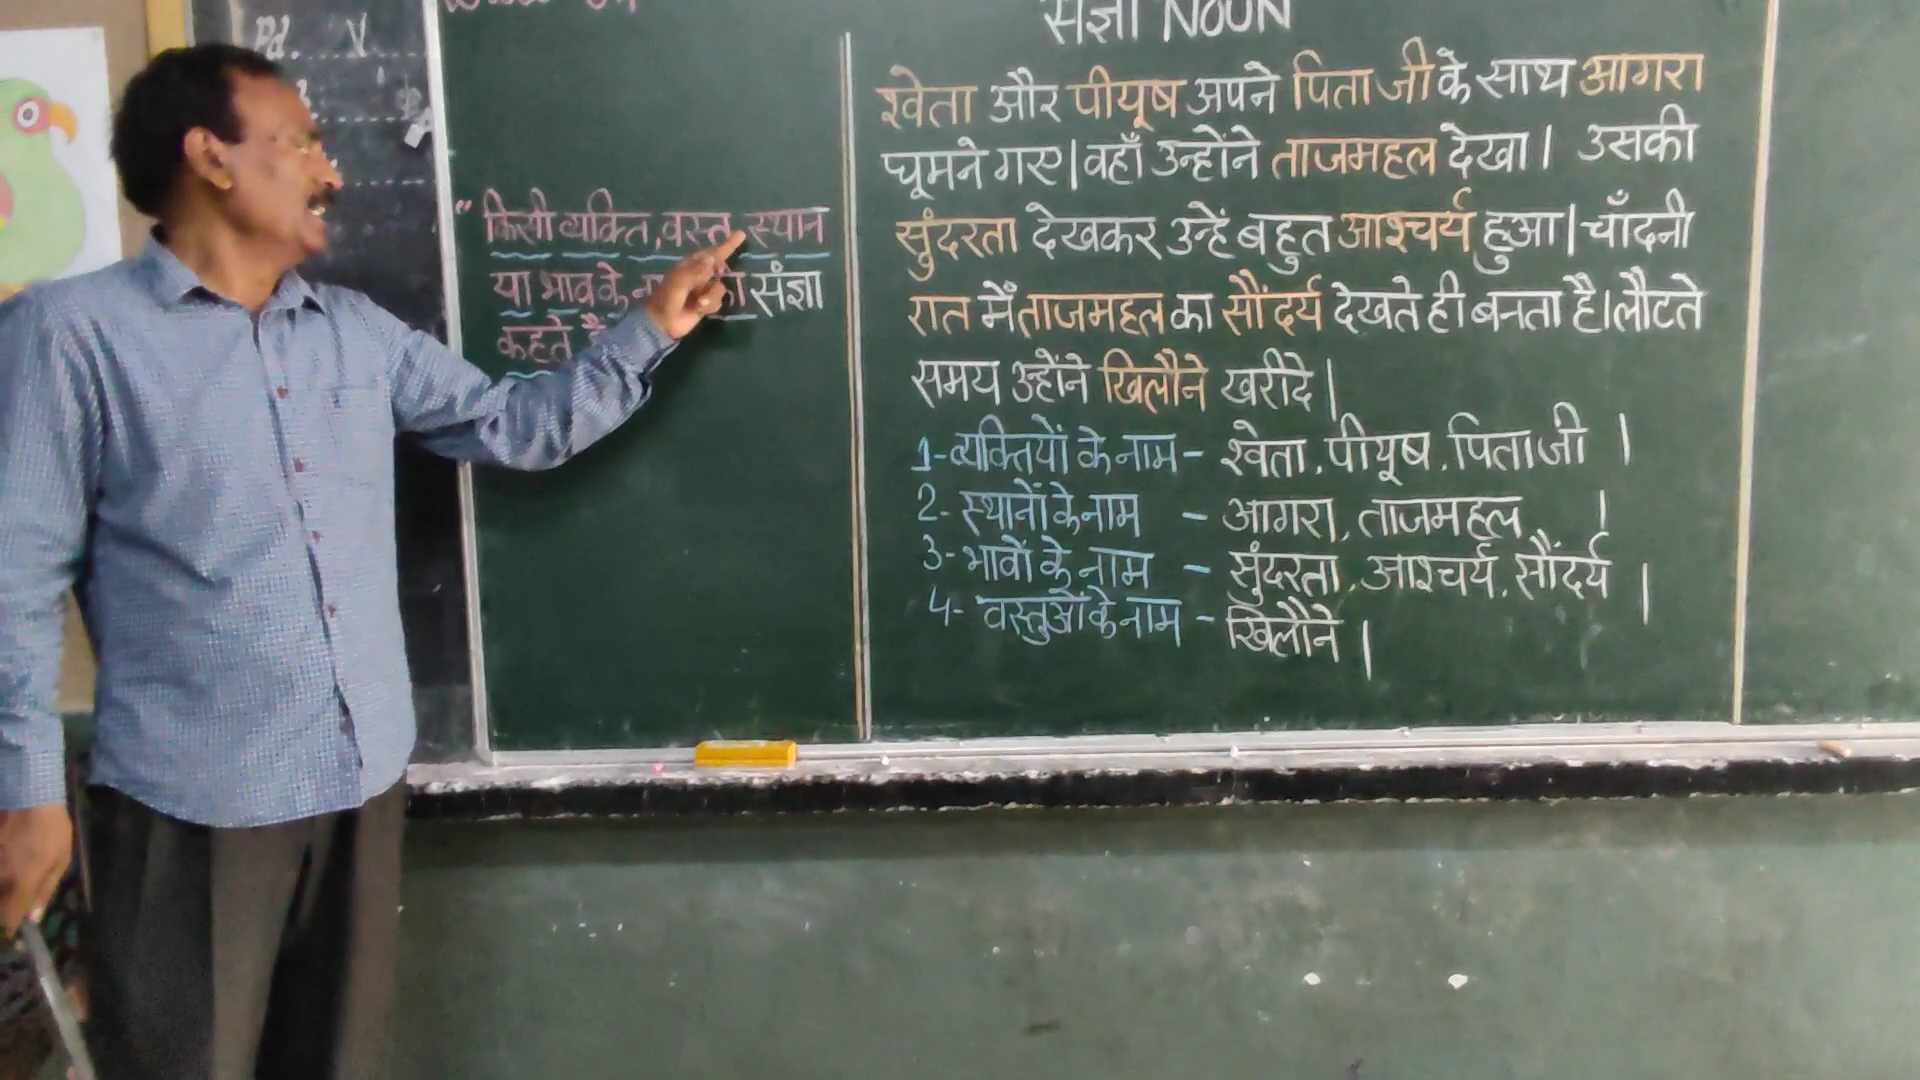 Pd. V
संज्ञा NOUN
"किसी व्यक्ति, वस्तु, स्थान
या भाव के संज्ञा
कहते
श्वेता और पीयूष अपने पिताजी के साथ आगरा
घूमने गए। वहाँ उन्होंने ताजमहल देखा। उसकी
सुंदरता देखकर उन्हें बहुत आश्चर्य हुआ। चाँदनी
रात में ताजमहल का सौंदर्य देखते ही बनता है। लौटते
समय उन्होंने खिलौने खरीदे।
1- व्यक्तियों के नाम - श्वेता, पीयूष, पिताजी।
2- स्थानों के नाम - आगरा, ताजमहल।
3- भावों के नाम - सुंदरता, आश्चर्य, सौंदर्य।
4- वस्तुओं के नाम - खिलौने।